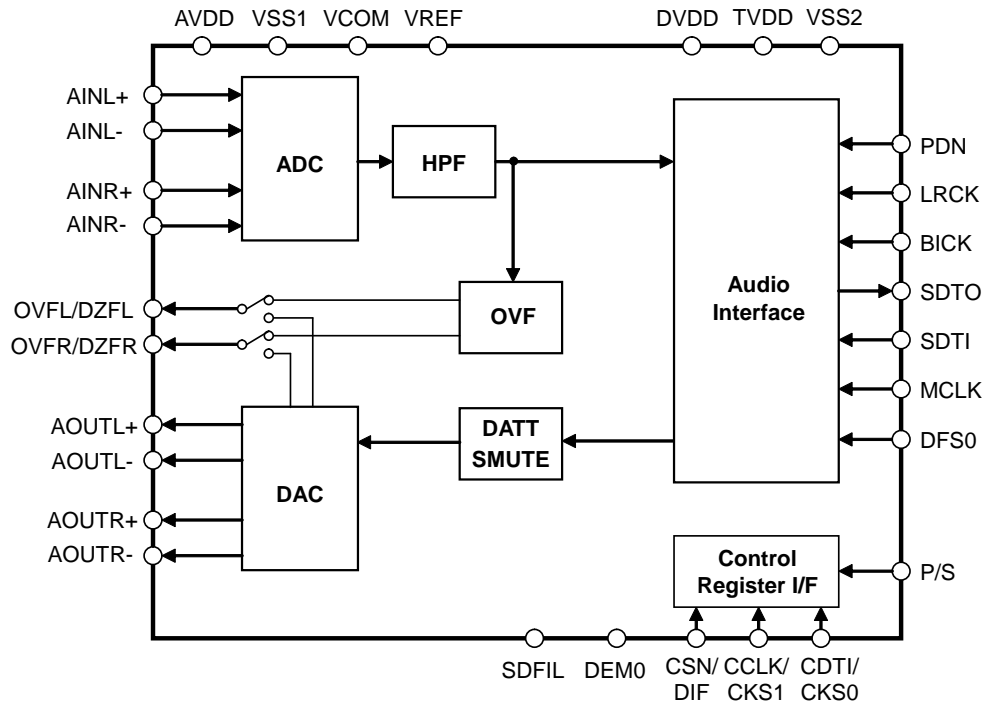 AVDD VSS1 VCOM VREF DVDD TVDD VSS2
AINL+
AINL-
AINR+
AINR-
ADC
HPF
OVFL/DZFL
OVFR/DZFR
OVF
Audio
Interface
PDN
LRCK
BICK
SDTO
SDTI
MCLK
DFS0
AOUTL+
AOUTL-
AOUTR+
AOUTR-
DAC
DATT
SMUTE
Control
Register I/F
P/S
SDFIL
DEM0
CSN/
DIF
CCLK/
CKS1
CDTI/
CKS0